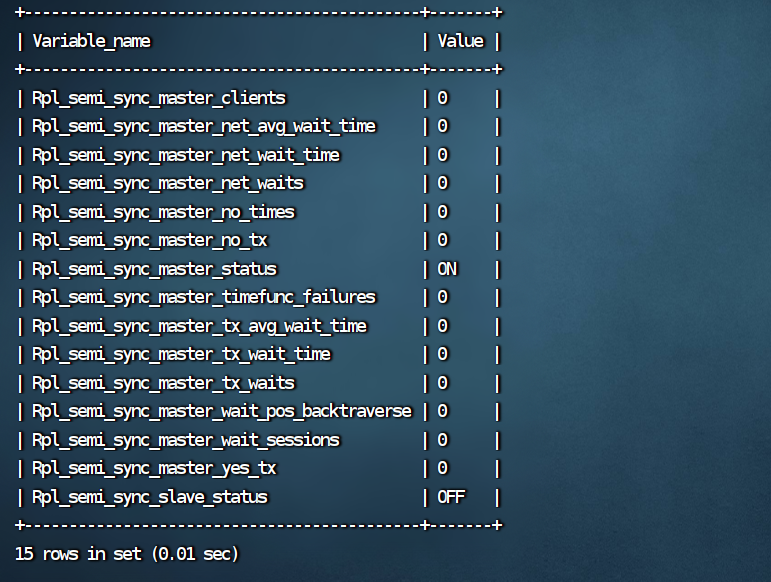 +--------------------------------------------+-------+
| Variable_name                              | Value |
+--------------------------------------------+-------+
| Rpl_semi_sync_master_clients               | 0     |
| Rpl_semi_sync_master_net_avg_wait_time     | 0     |
| Rpl_semi_sync_master_net_wait_time         | 0     |
| Rpl_semi_sync_master_net_waits             | 0     |
| Rpl_semi_sync_master_no_times              | 0     |
| Rpl_semi_sync_master_no_tx                 | 0     |
| Rpl_semi_sync_master_status                | ON    |
| Rpl_semi_sync_master_timefunc_failures     | 0     |
| Rpl_semi_sync_master_tx_avg_wait_time      | 0     |
| Rpl_semi_sync_master_tx_wait_time          | 0     |
| Rpl_semi_sync_master_tx_waits              | 0     |
| Rpl_semi_sync_master_wait_pos_backtraverse | 0     |
| Rpl_semi_sync_master_wait_sessions         | 0     |
| Rpl_semi_sync_master_yes_tx                | 0     |
| Rpl_semi_sync_slave_status                 | OFF   |
+--------------------------------------------+-------+
15 rows in set (0.01 sec)